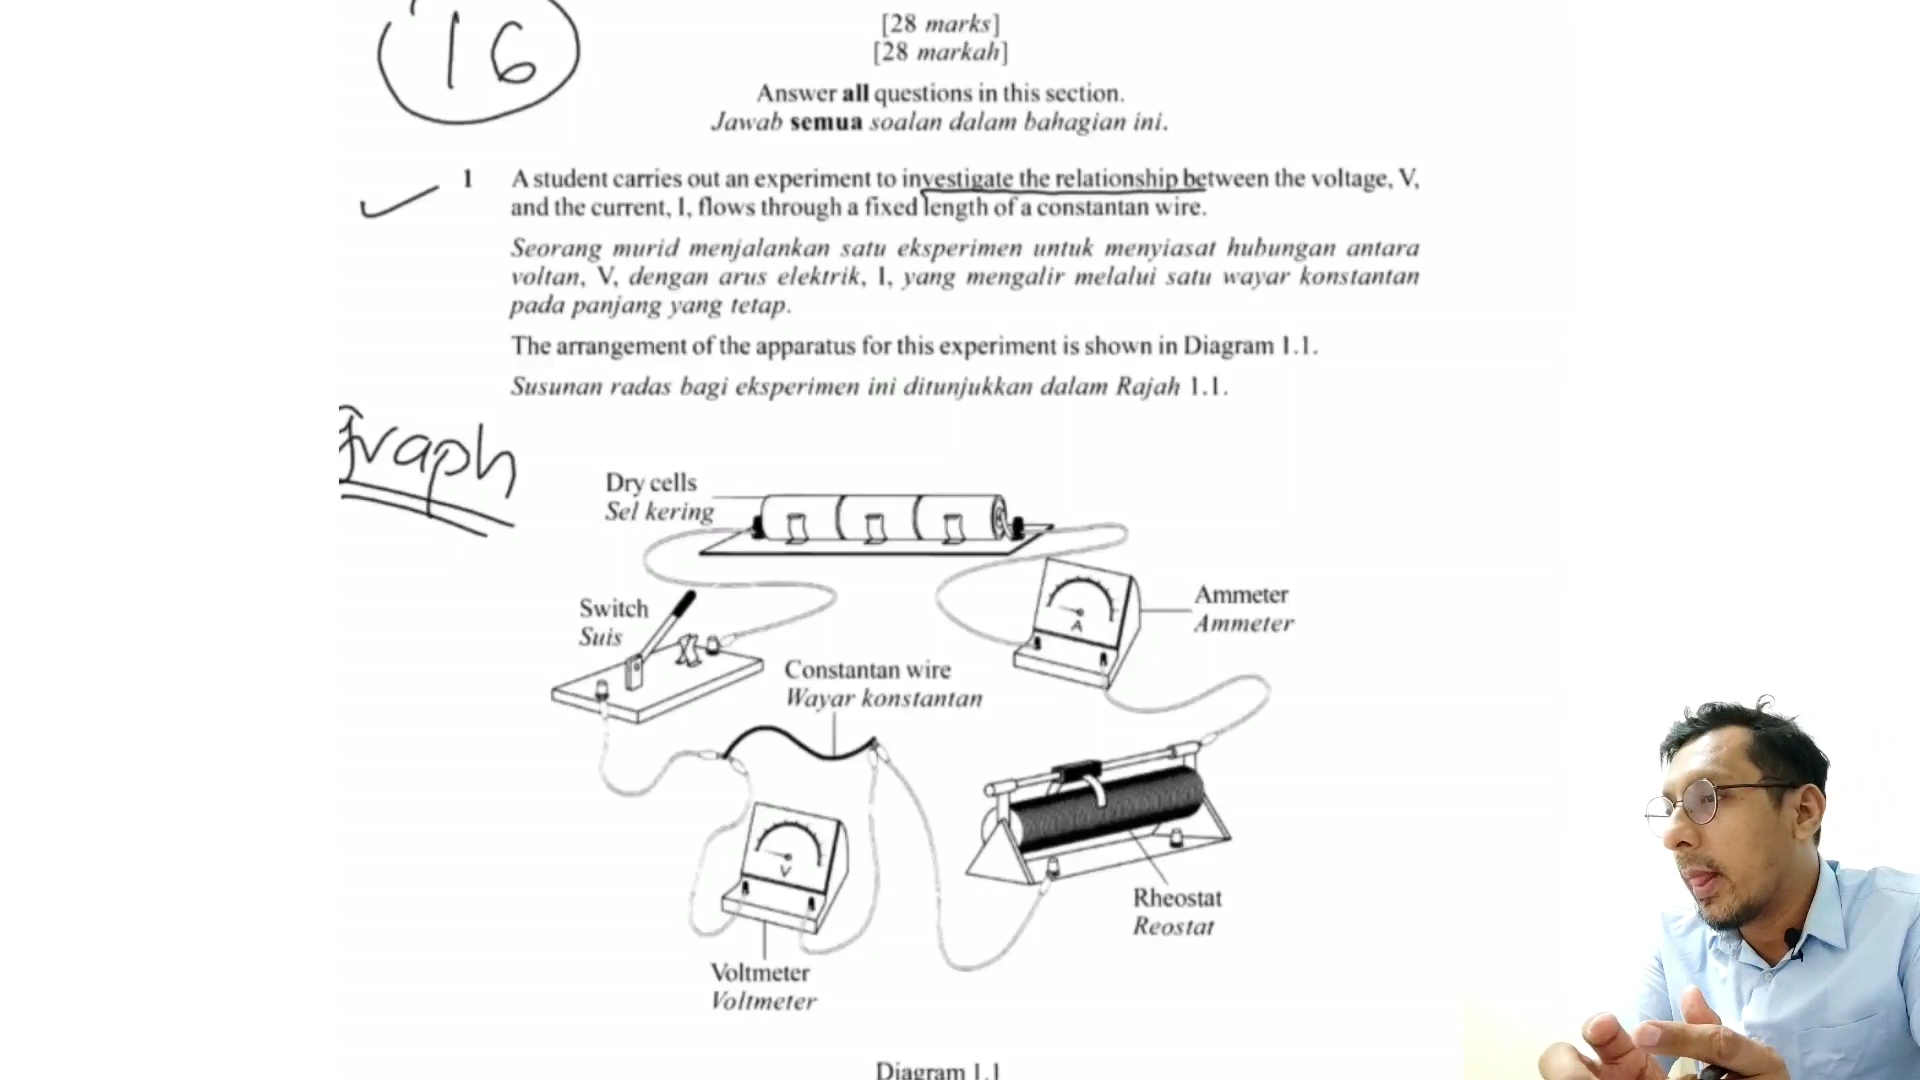 16
[28 marks]
[28 markah]
Answer all questions in this section.
Jawab semua soalan dalam bahagian ini.
1 A student carries out an experiment to investigate the relationship between the voltage, V,
and the current, I, flows through a fixed length of a constantan wire.
Seorang murid menjalankan satu eksperimen untuk menyiasat hubungan antara
voltan, V, dengan arus elektrik, I, yang mengalir melalui satu wayar konstantan
pada panjang yang tetap.
The arrangement of the apparatus for this experiment is shown in Diagram 1.1.
Susunan radas bagi eksperimen ini ditunjukkan dalam Rajah 1.1.
graph
Dry cells
Sel kering
Switch
Suis
Ammeter
Ammeter
A
Constantan wire
Wayar konstantan
V
Rheostat
Reostat
Voltmeter
Voltmeter
Diagram 1.1